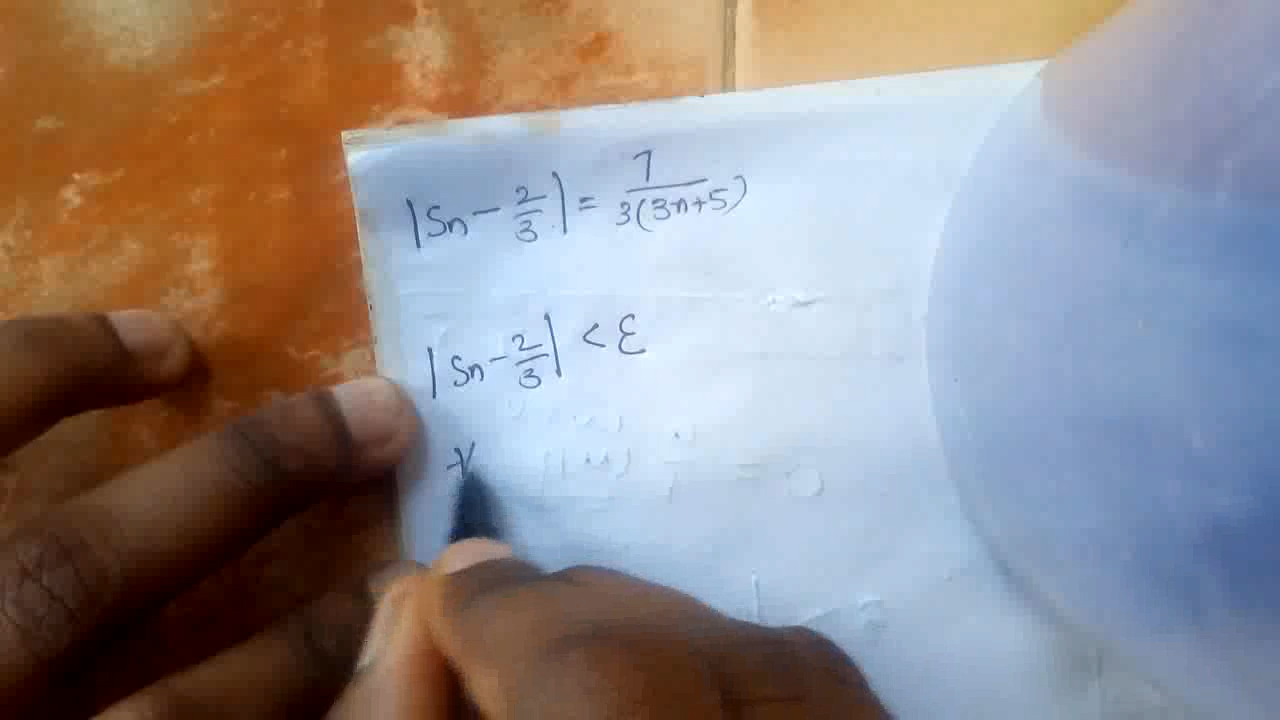 |Sn - 2/3| = 7/3(3n+5)
|Sn - 2/3| < ε